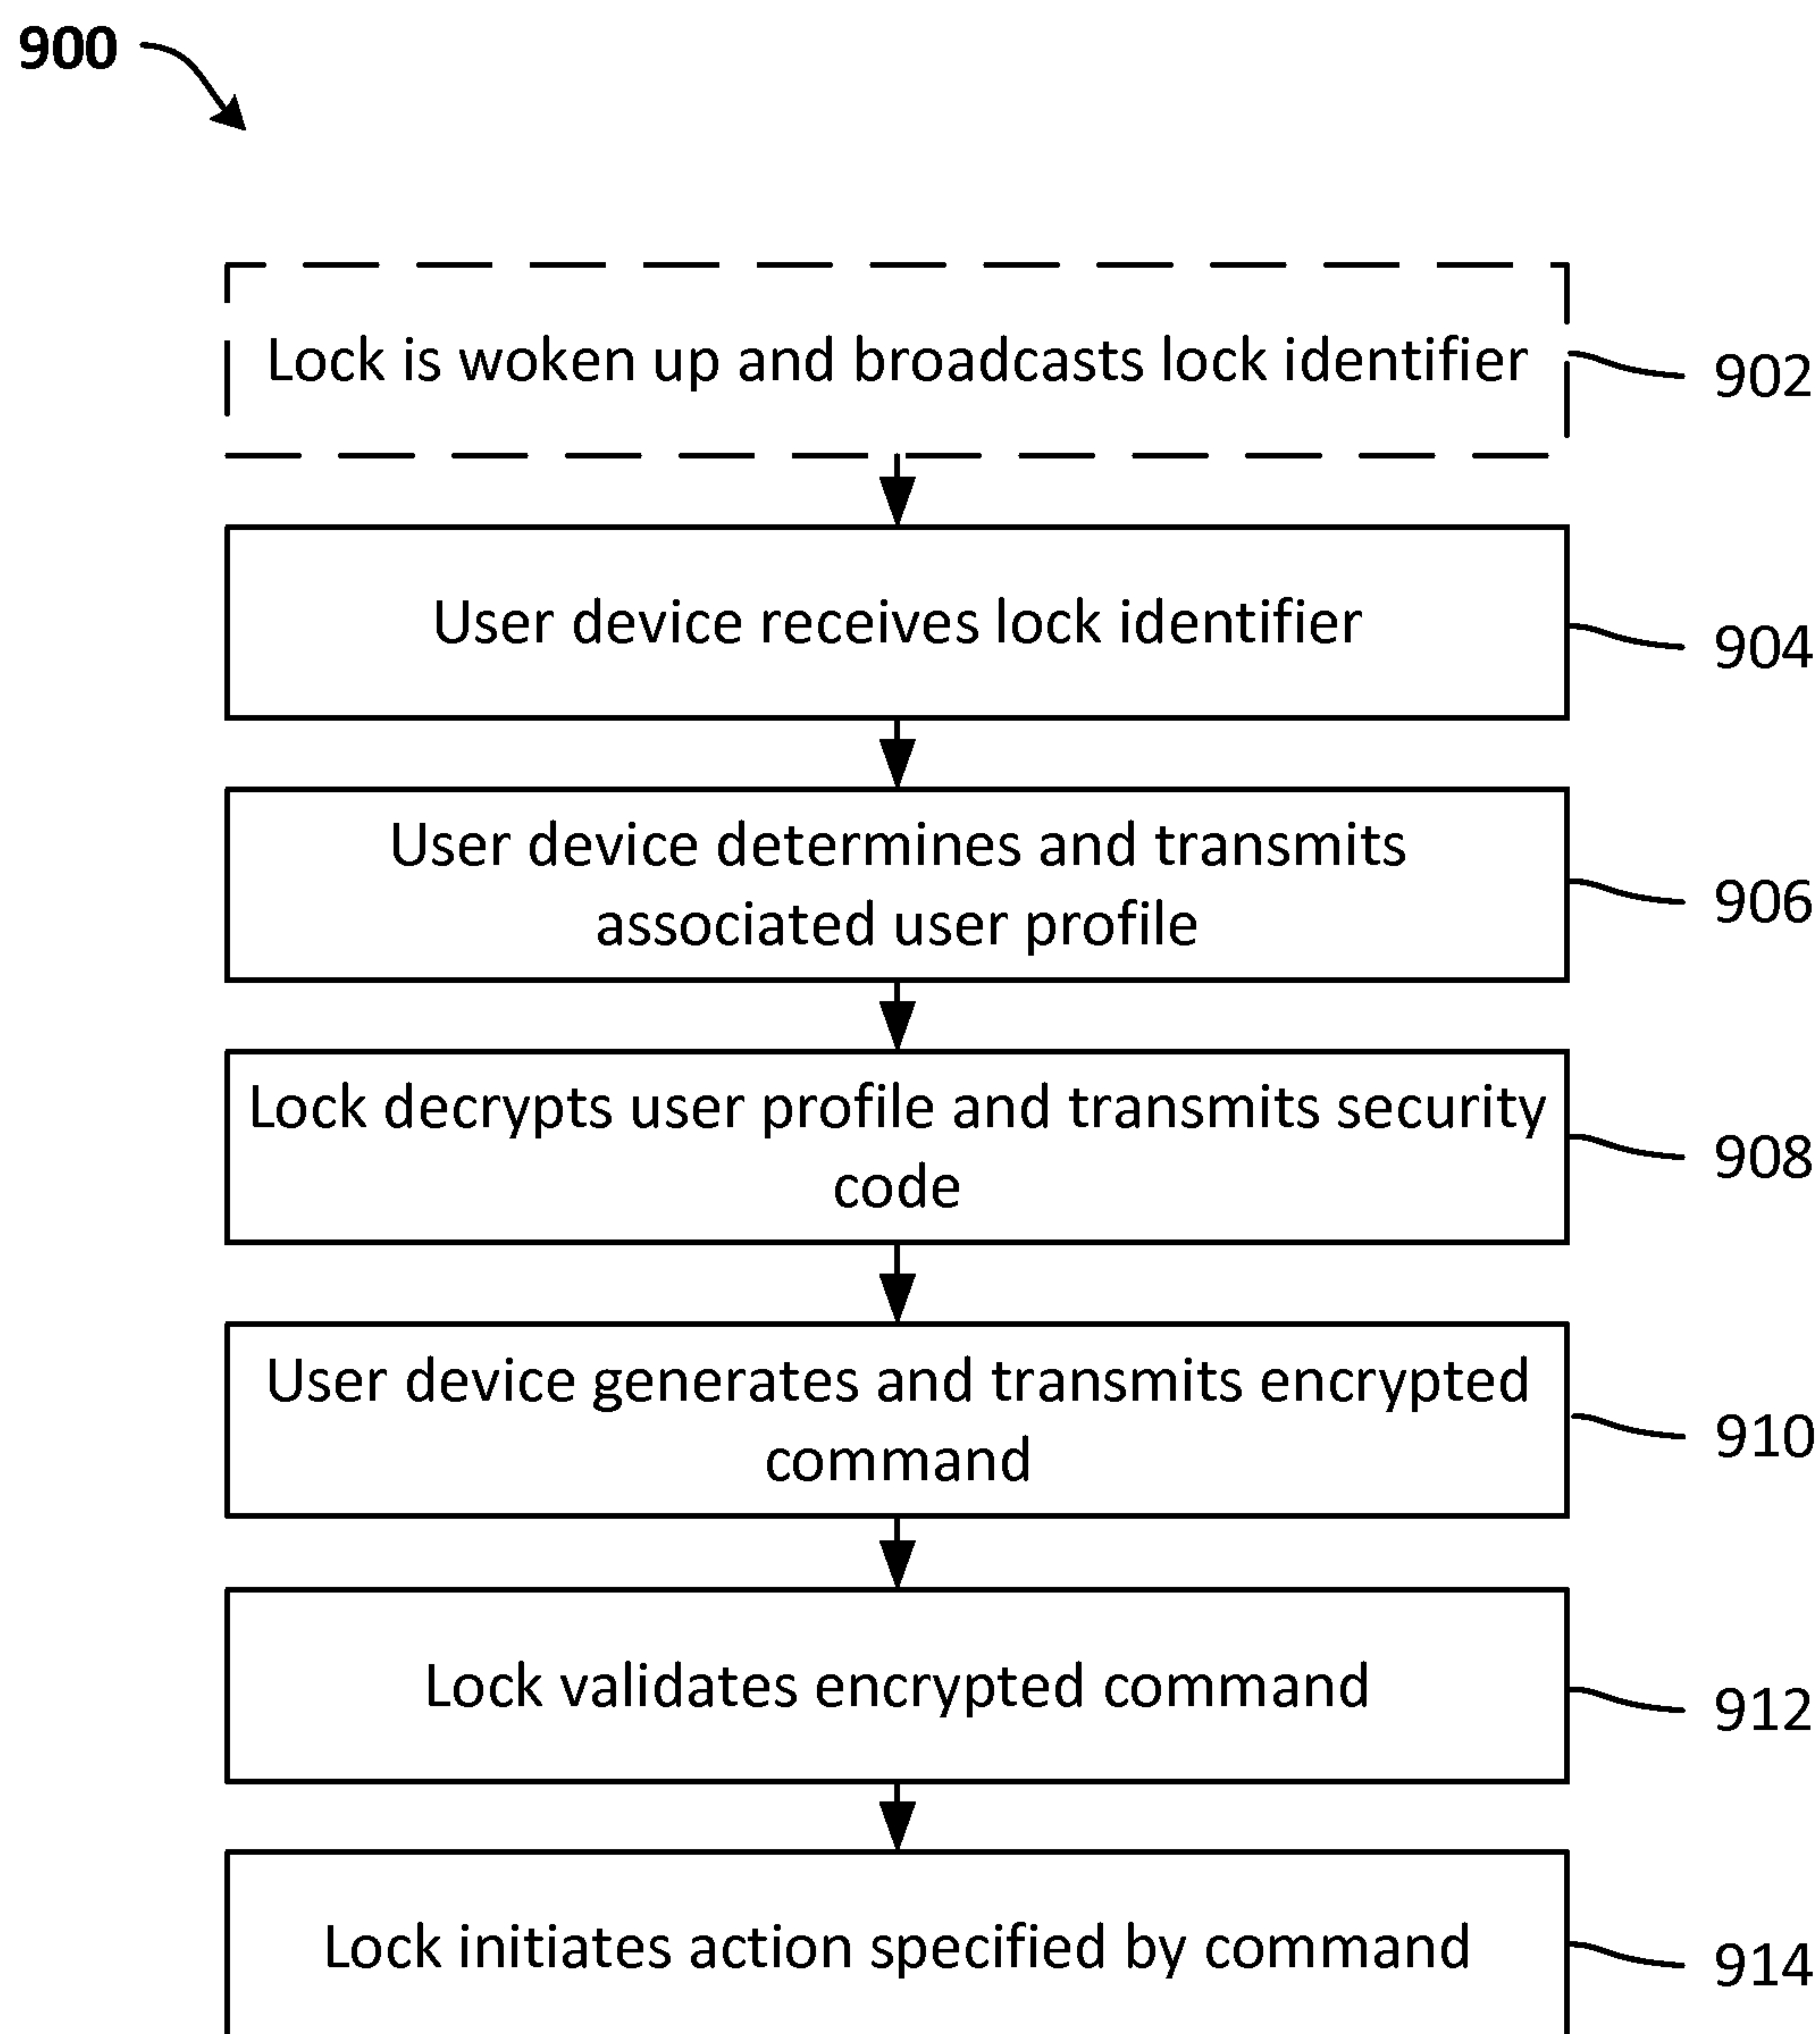 900
Lock is woken up and broadcasts lock identifier
902
User device receives lock identifier
904
User device determines and transmits
associated user profile
906
Lock decrypts user profile and transmits security
code
908
User device generates and transmits encrypted
command
910
Lock validates encrypted command
912
Lock initiates action specified by command
914